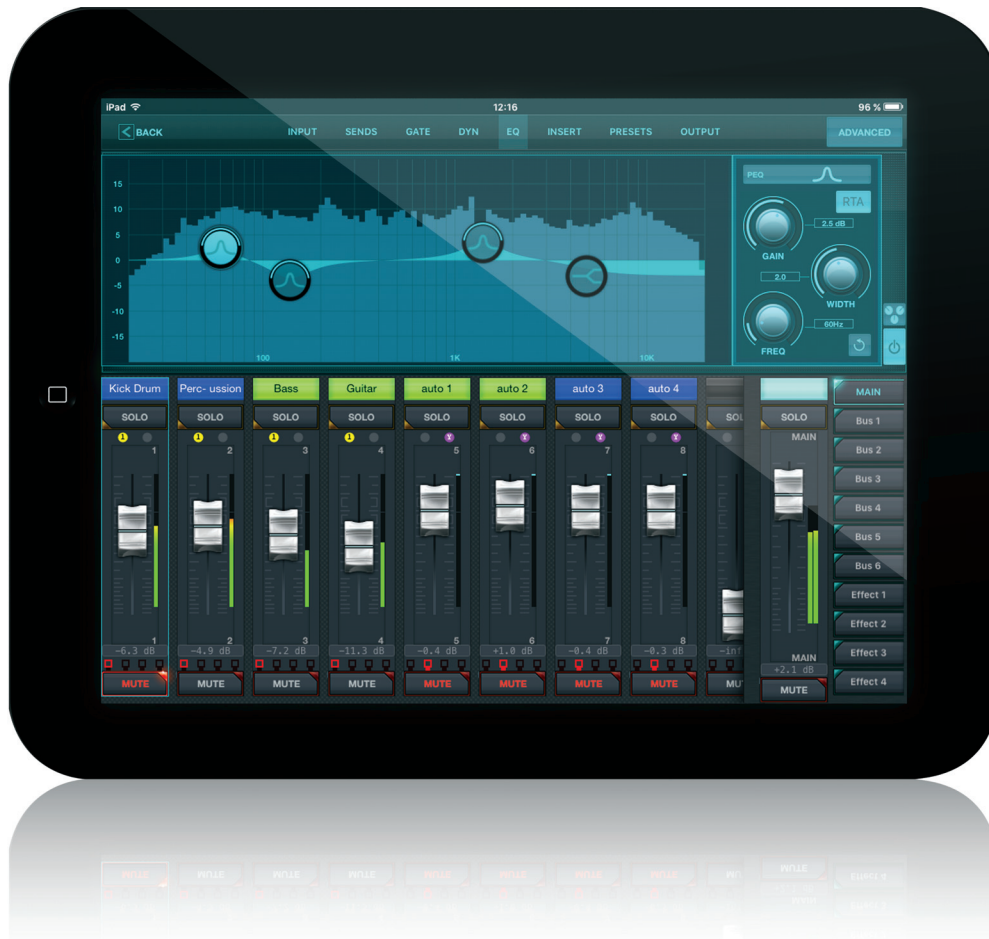 iPad 12:16 96 %
BACK INPUT SENDS GATE DYN EQ INSERT PRESETS OUTPUT ADVANCED
15
10
5
0
-5
-10
-15
100 1K 10K
PEQ
RTA
2.5 dB
GAIN
2.0
WIDTH
60Hz
FREQ
Kick Drum Perc- ussion Bass Guitar auto 1 auto 2 auto 3 auto 4
SOLO SOLO SOLO SOLO SOLO SOLO SOLO SOLO SOL SOLO
1 1 1 1 Y Y Y Y MAIN
1 2 3 4 5 6 7 8
1 2 3 4 5 6 7 8 MAIN
-6.3 dB -4.9 dB -7.2 dB -11.3 dB -0.4 dB +1.0 dB -0.4 dB -0.3 dB -inf +2.1 dB
MUTE MUTE MUTE MUTE MUTE MUTE MUTE MUTE MU MUTE
MAIN
Bus 1
Bus 2
Bus 3
Bus 4
Bus 5
Bus 6
Effect 1
Effect 2
Effect 3
Effect 4